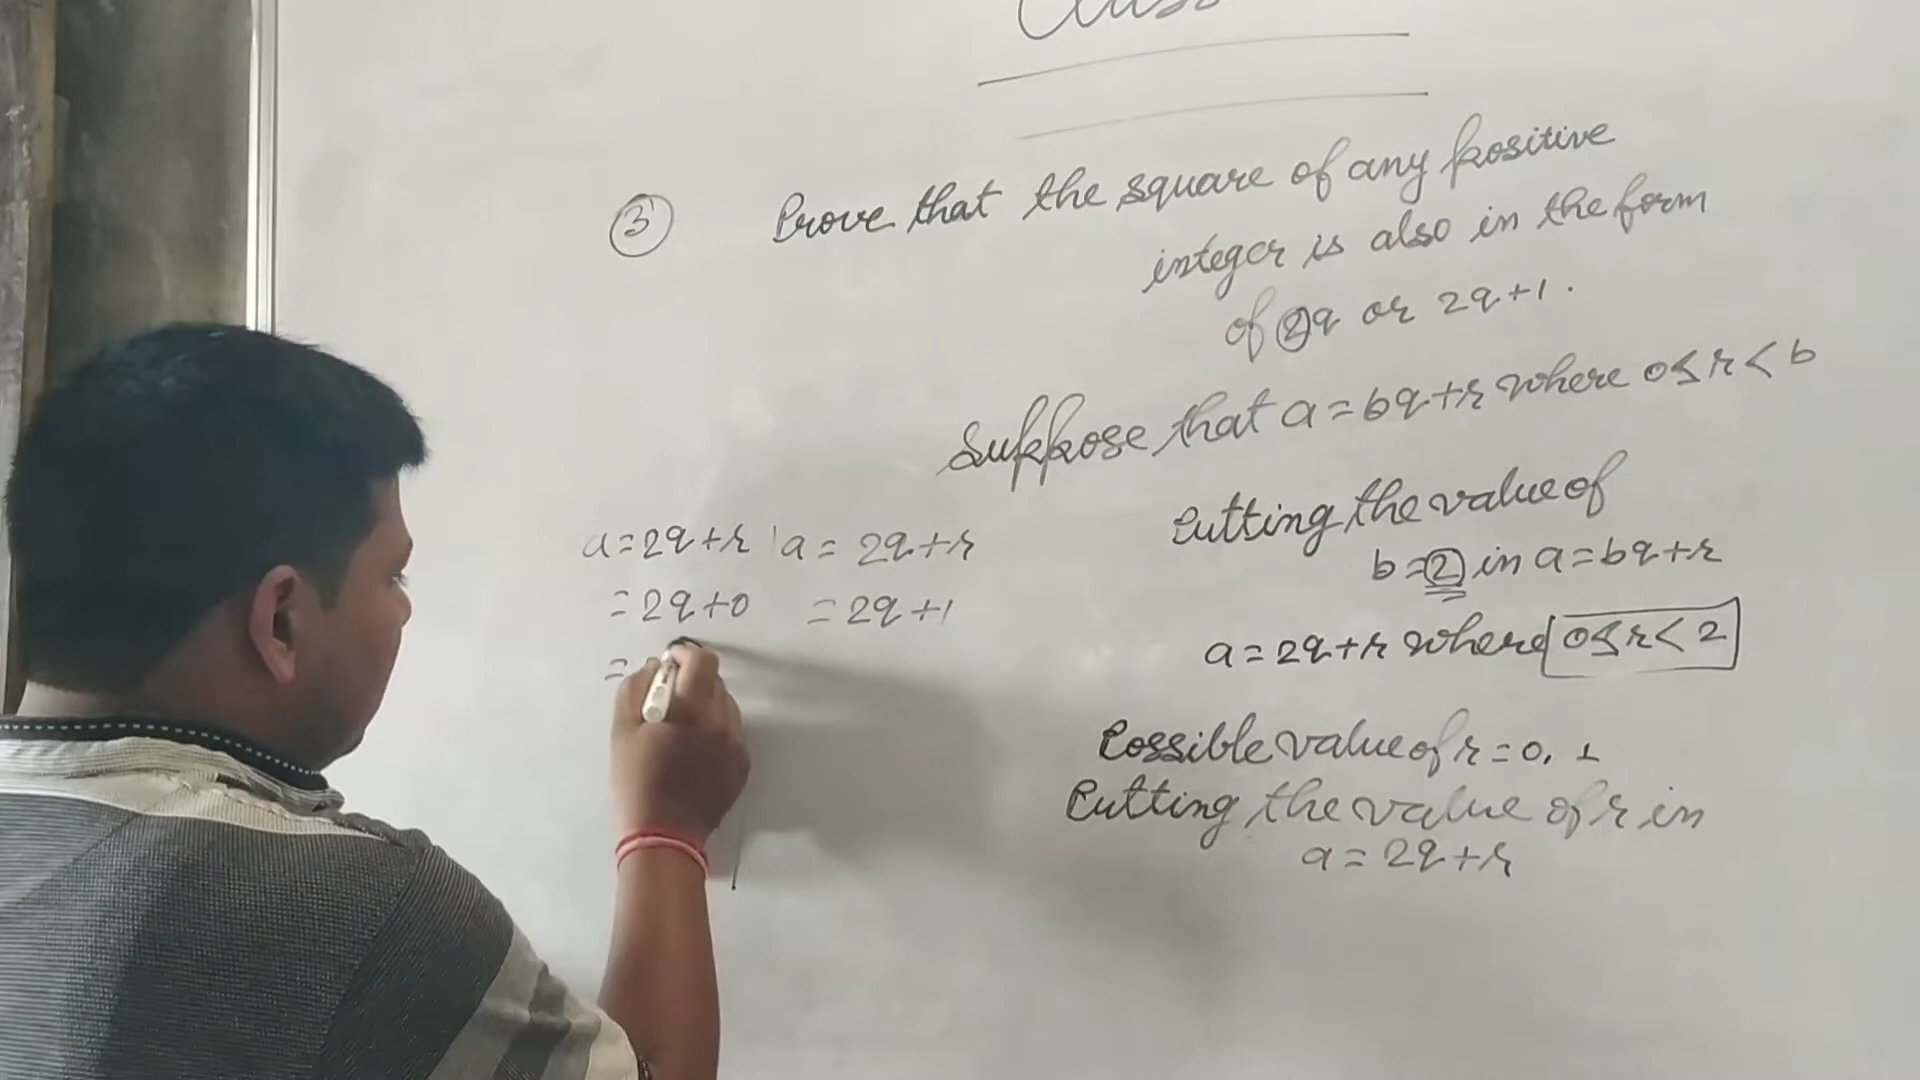 Class
③ Prove that the square of any positive
integer is also in the form
of 2q or 2q+1.
Suppose that a=bq+r where 0≤r<b
Putting the value of
b=2 in a=bq+r
a=2q+r where 0≤r<2
Possible value of r=0, 1
Putting the value of r in
a=2q+r
a=2q+r a=2q+r
=2q+0 =2q+1
=